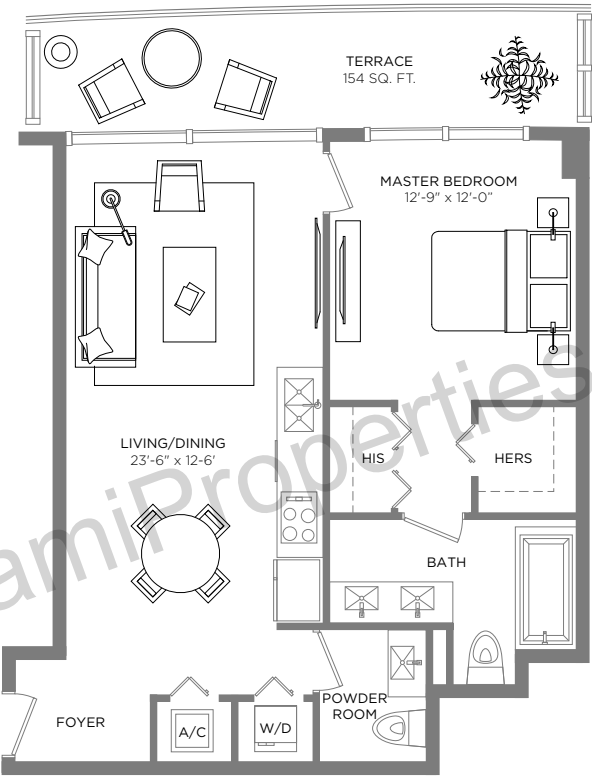 TERRACE
154 SQ. FT.
MASTER BEDROOM
12'-9" x 12'-0"
LIVING/DINING
23'-6" x 12-6'
HIS
HERS
BATH
POWDER
ROOM
FOYER
A/C
W/D
amiProperties